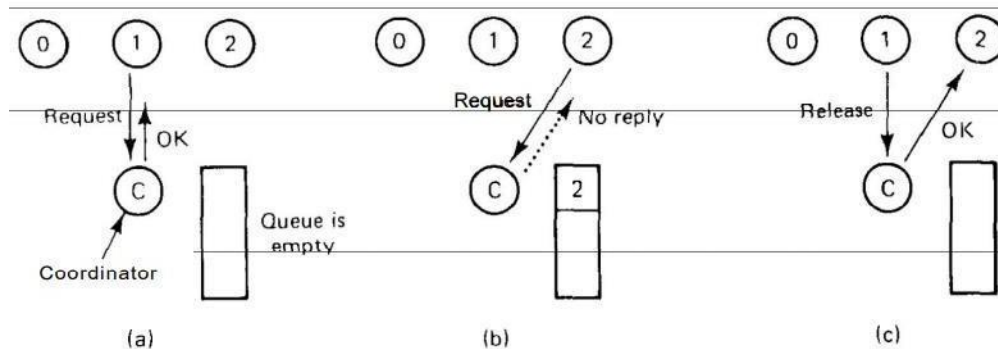 0 1 2 0 1 2 0 1 2
Request
OK
Request
No reply
Release
OK
C
C
2
C
Queue is
empty
Coordinator
(a) (b) (c)